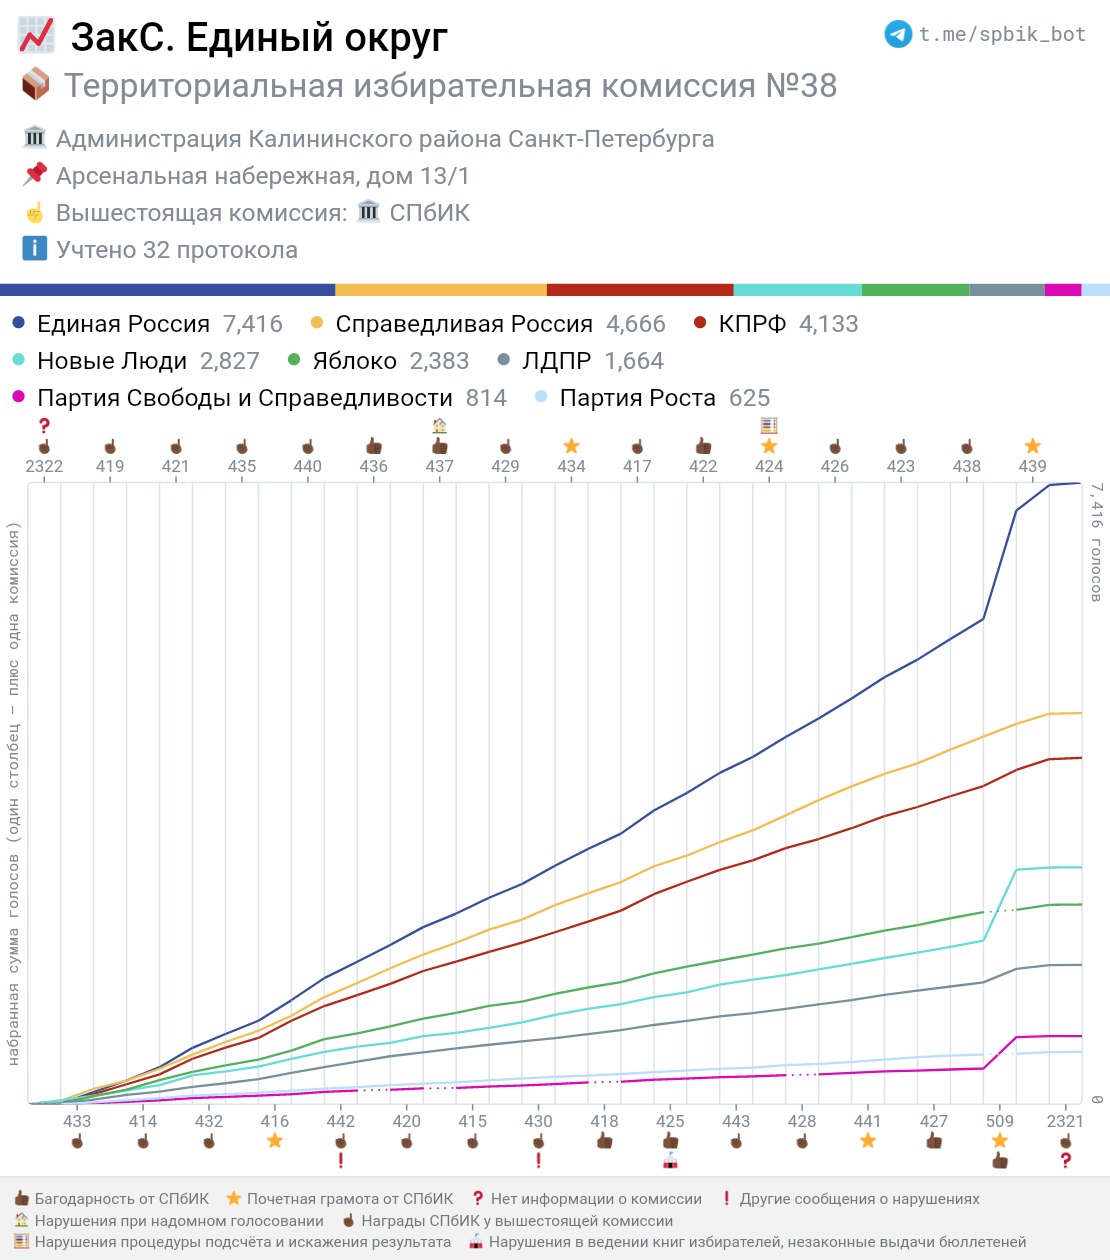 ЗакС. Единый округ
t.me/spbik_bot
Территориальная избирательная комиссия №38
Администрация Калининского района Санкт-Петербурга
Арсенальная набережная, дом 13/1
Вышестоящая комиссия: СПбИК
Учтено 32 протокола
Единая Россия 7,416 Справедливая Россия 4,666 КПРФ 4,133
Новые Люди 2,827 Яблоко 2,383 ЛДПР 1,664
Партия Свободы и Справедливости 814 Партия Роста 625
2322 419 421 435 440 436 437 429 434 417 422 424 426 423 438 439
набранная сумма голосов (один столбец – плюс одна комиссия)
7,416 голосов
0
433 414 432 416 442 420 415 430 418 425 443 428 441 427 509 2321
Багодарность от СПбИК Почетная грамота от СПбИК Нет информации о комиссии Другие сообщения о нарушениях
Нарушения при надомном голосовании Награды СПбИК у вышестоящей комиссии
Нарушения процедуры подсчёта и искажения результата Нарушения в ведении книг избирателей, незаконные выдачи бюллетеней